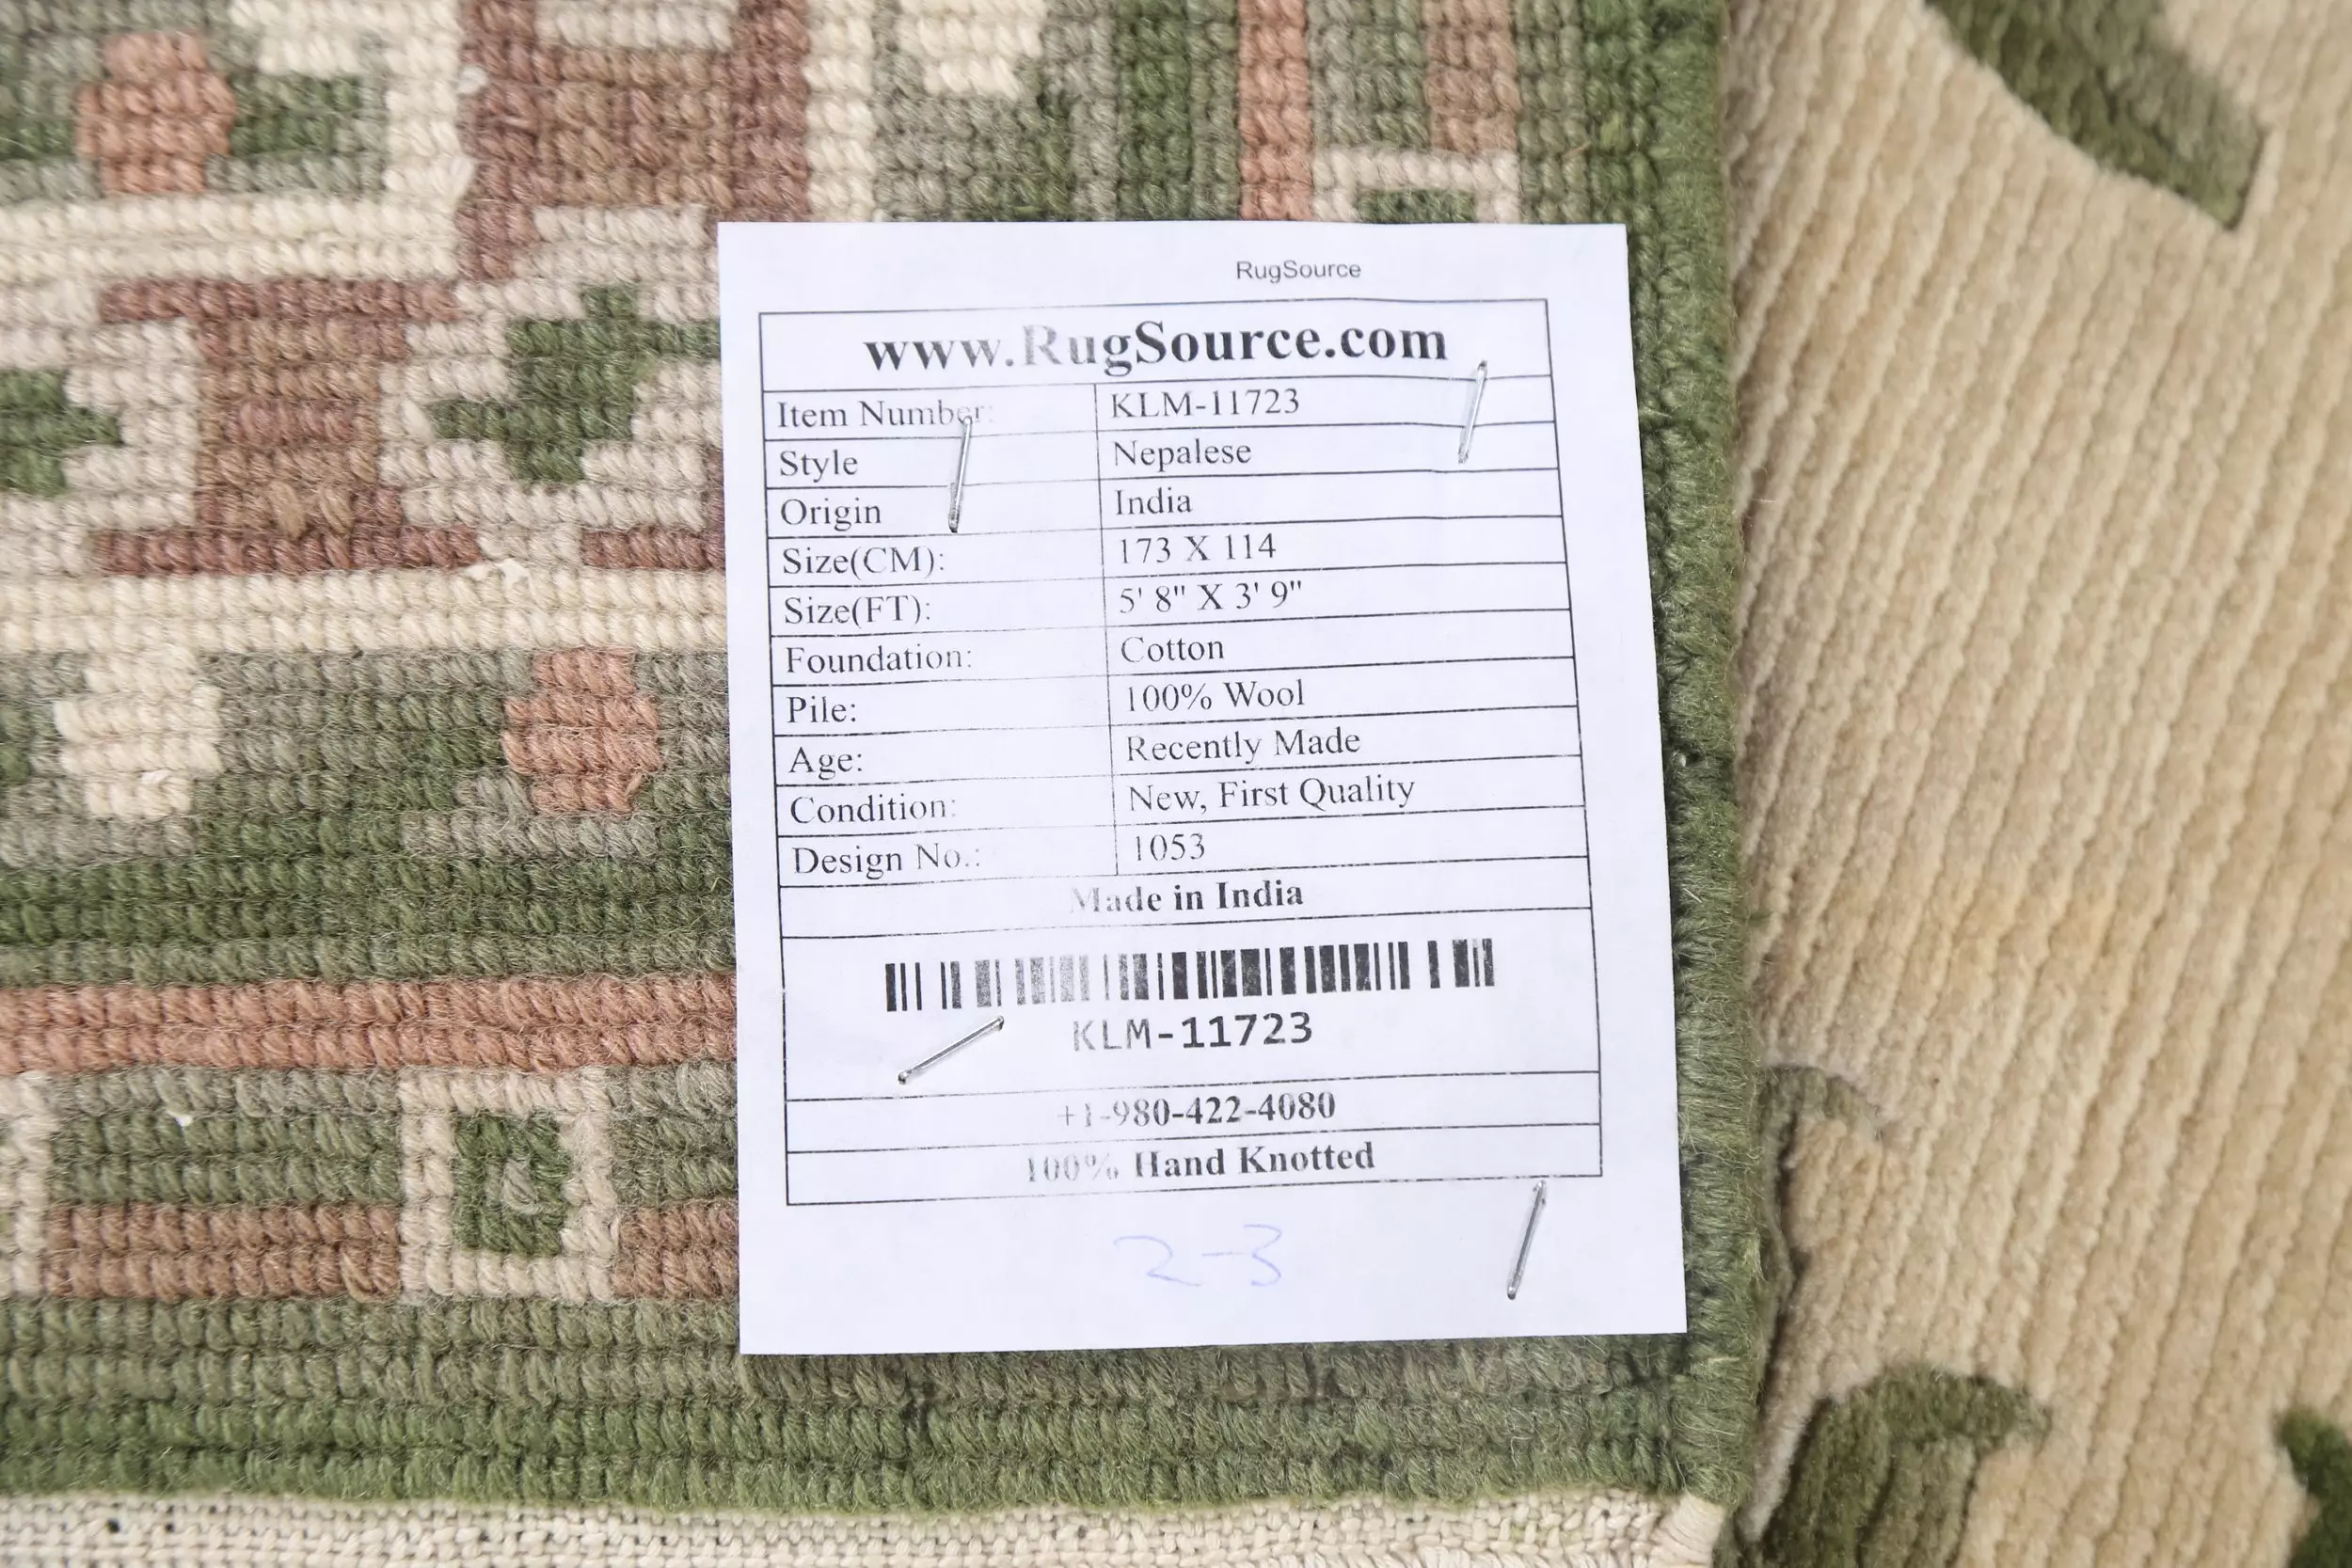 RugSource
www.RugSource.com
Item Number: KLM-11723
Style Nepalese
Origin India
Size(CM): 173 X 114
Size(FT): 5' 8" X 3' 9"
Foundation: Cotton
Pile: 100% Wool
Age: Recently Made
Condition: New, First Quality
Design No.: 1053
Made in India
KLM-11723
+1-980-422-4080
100% Hand Knotted
2-3